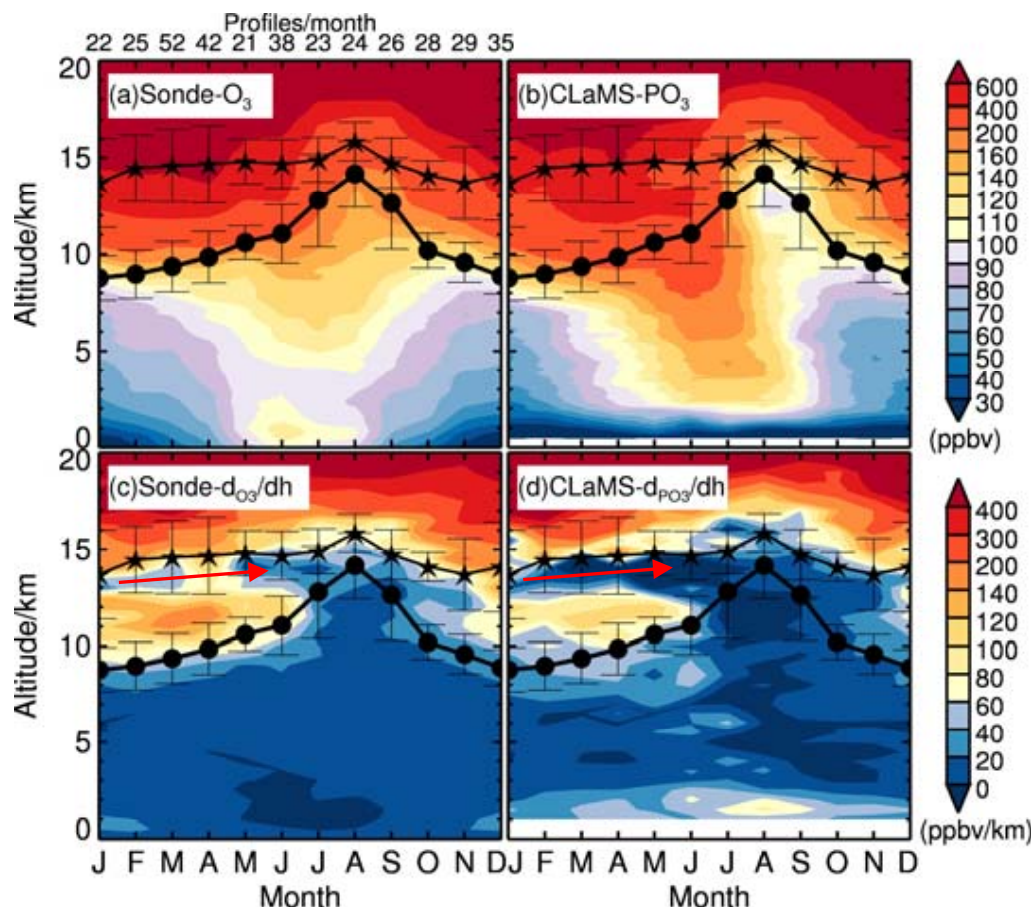 Profiles/month
22 25 52 42 21 38 23 24 26 28 29 35
20
15
10
5
0
Altitude/km
(a)Sonde-O3
(b)CLaMS-PO3
600
400
200
140
120
110
100
90
80
70
60
50
40
30
(ppbv)
20
15
10
5
0
Altitude/km
(c)Sonde-dO3/dh
(d)CLaMS-dPO3/dh
400
300
200
140
120
100
80
60
40
20
0
(ppbv/km)
J F M A M J J A S O N D
J F M A M J J A S O N D
Month
Month